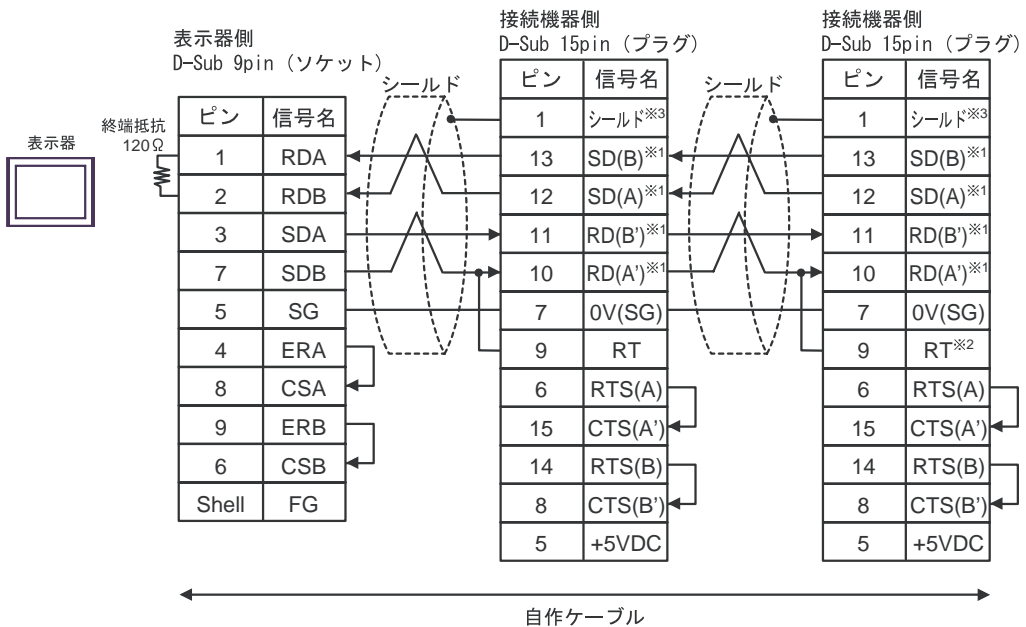 表示器側
D-Sub 9pin（ソケット）
接続機器側
D-Sub 15pin（プラグ）
接続機器側
D-Sub 15pin（プラグ）
表示器
終端抵抗
120Ω
シールド
シールド
ピン 信号名
1 RDA
2 RDB
3 SDA
7 SDB
5 SG
4 ERA
8 CSA
9 ERB
6 CSB
Shell FG
ピン 信号名
1 シールド※3
13 SD(B)※1
12 SD(A)※1
11 RD(B')※1
10 RD(A')※1
7 0V(SG)
9 RT
6 RTS(A)
15 CTS(A')
14 RTS(B)
8 CTS(B')
5 +5VDC
ピン 信号名
1 シールド※3
13 SD(B)※1
12 SD(A)※1
11 RD(B')※1
10 RD(A')※1
7 0V(SG)
9 RT※2
6 RTS(A)
15 CTS(A')
14 RTS(B)
8 CTS(B')
5 +5VDC
自作ケーブル